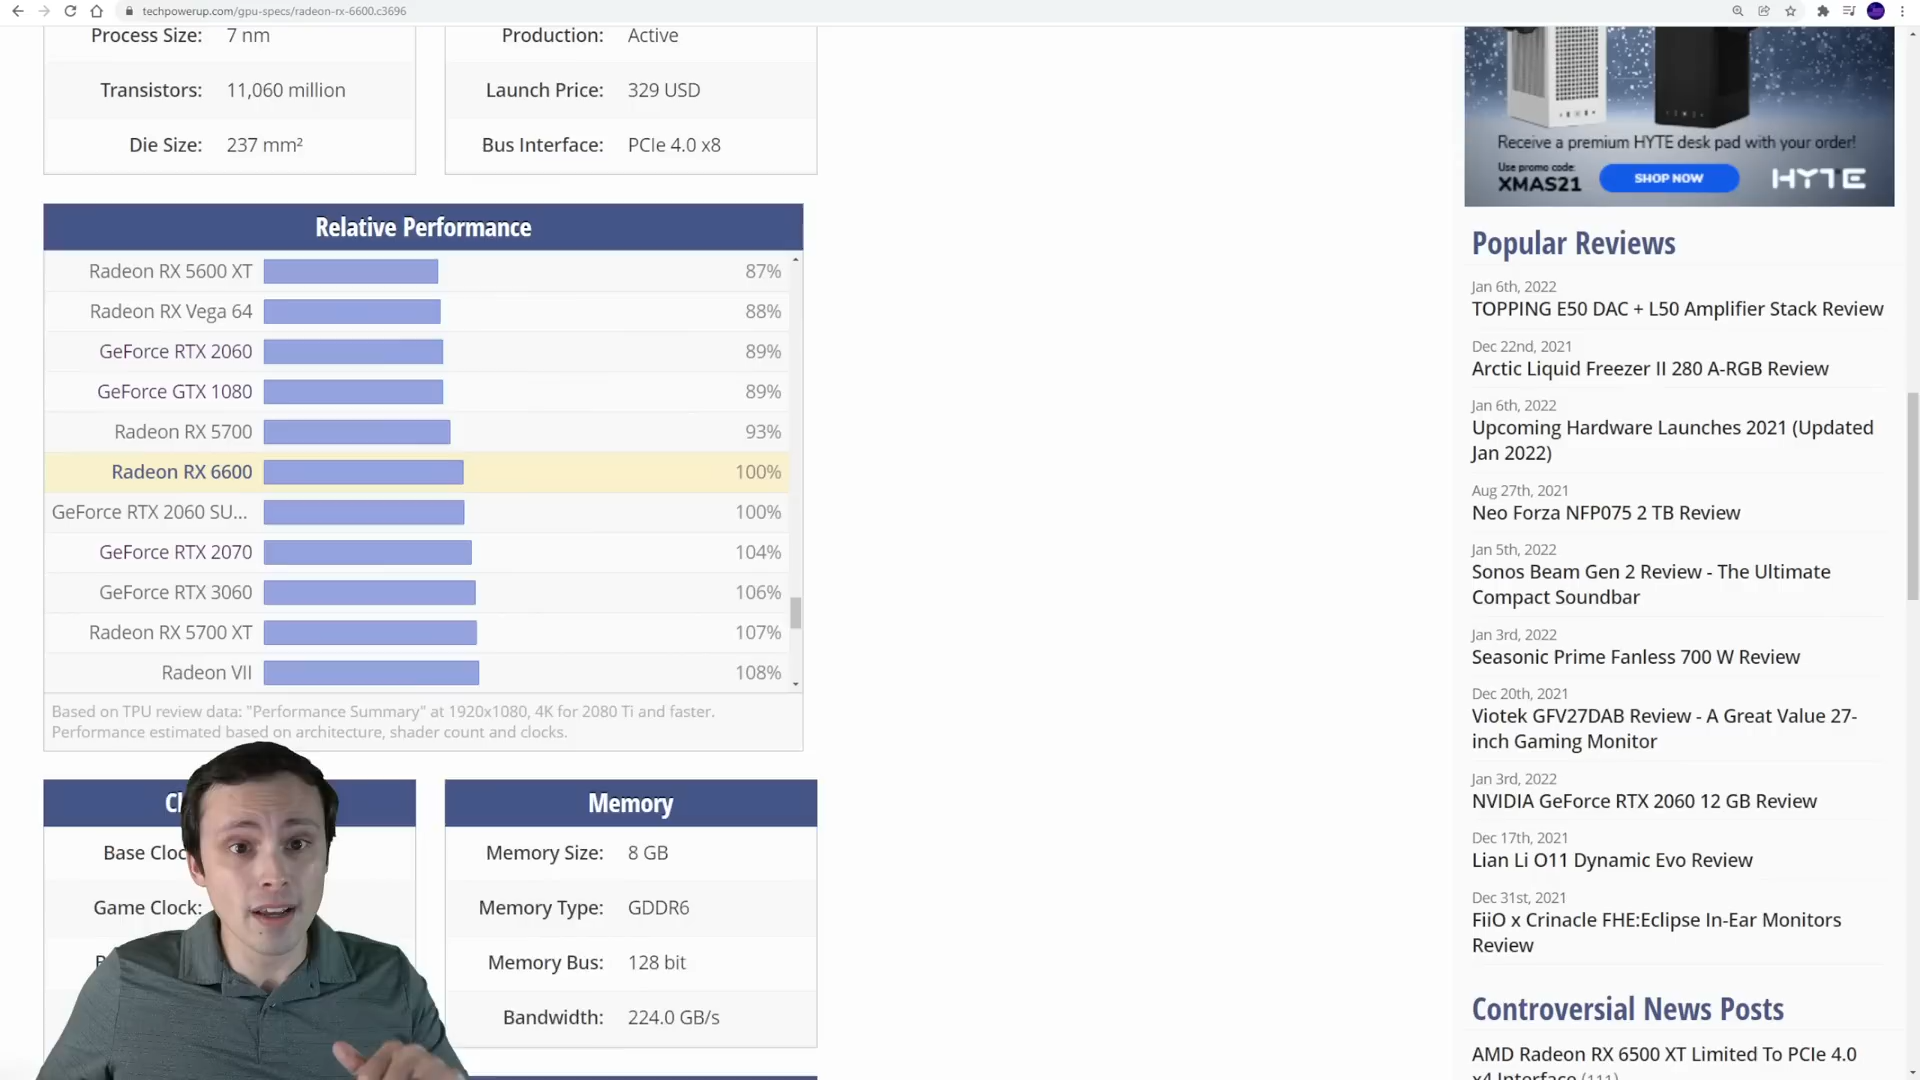 techpowerup.com/gpu-specs/radeon-rx-6600.c3696
Process Size: 7 nm
Transistors: 11,060 million
Die Size: 237 mm²
Production: Active
Launch Price: 329 USD
Bus Interface: PCIe 4.0 x8
Relative Performance
Radeon RX 5600 XT 87%
Radeon RX Vega 64 88%
GeForce RTX 2060 89%
GeForce GTX 1080 89%
Radeon RX 5700 93%
Radeon RX 6600 100%
GeForce RTX 2060 SU... 100%
GeForce RTX 2070 104%
GeForce RTX 3060 106%
Radeon RX 5700 XT 107%
Radeon VII 108%
Based on TPU review data: "Performance Summary" at 1920x1080, 4K for 2080 Ti and faster.
Performance estimated based on architecture, shader count and clocks.
Base Cloc
Game Clock:
Memory
Memory Size: 8 GB
Memory Type: GDDR6
Memory Bus: 128 bit
Bandwidth: 224.0 GB/s
Receive a premium HYTE desk pad with your order!
Use promo code:
XMAS21
SHOP NOW
HYTE
Popular Reviews
Jan 6th, 2022
TOPPING E50 DAC + L50 Amplifier Stack Review
Dec 22nd, 2021
Arctic Liquid Freezer II 280 A-RGB Review
Jan 6th, 2022
Upcoming Hardware Launches 2021 (Updated
Jan 2022)
Aug 27th, 2021
Neo Forza NFP075 2 TB Review
Jan 5th, 2022
Sonos Beam Gen 2 Review - The Ultimate
Compact Soundbar
Jan 3rd, 2022
Seasonic Prime Fanless 700 W Review
Dec 20th, 2021
Viotek GFV27DAB Review - A Great Value 27-
inch Gaming Monitor
Jan 3rd, 2022
NVIDIA GeForce RTX 2060 12 GB Review
Dec 17th, 2021
Lian Li O11 Dynamic Evo Review
Dec 31st, 2021
FiiO x Crinacle FHE:Eclipse In-Ear Monitors
Review
Controversial News Posts
AMD Radeon RX 6500 XT Limited To PCIe 4.0
x4 Interface (111)